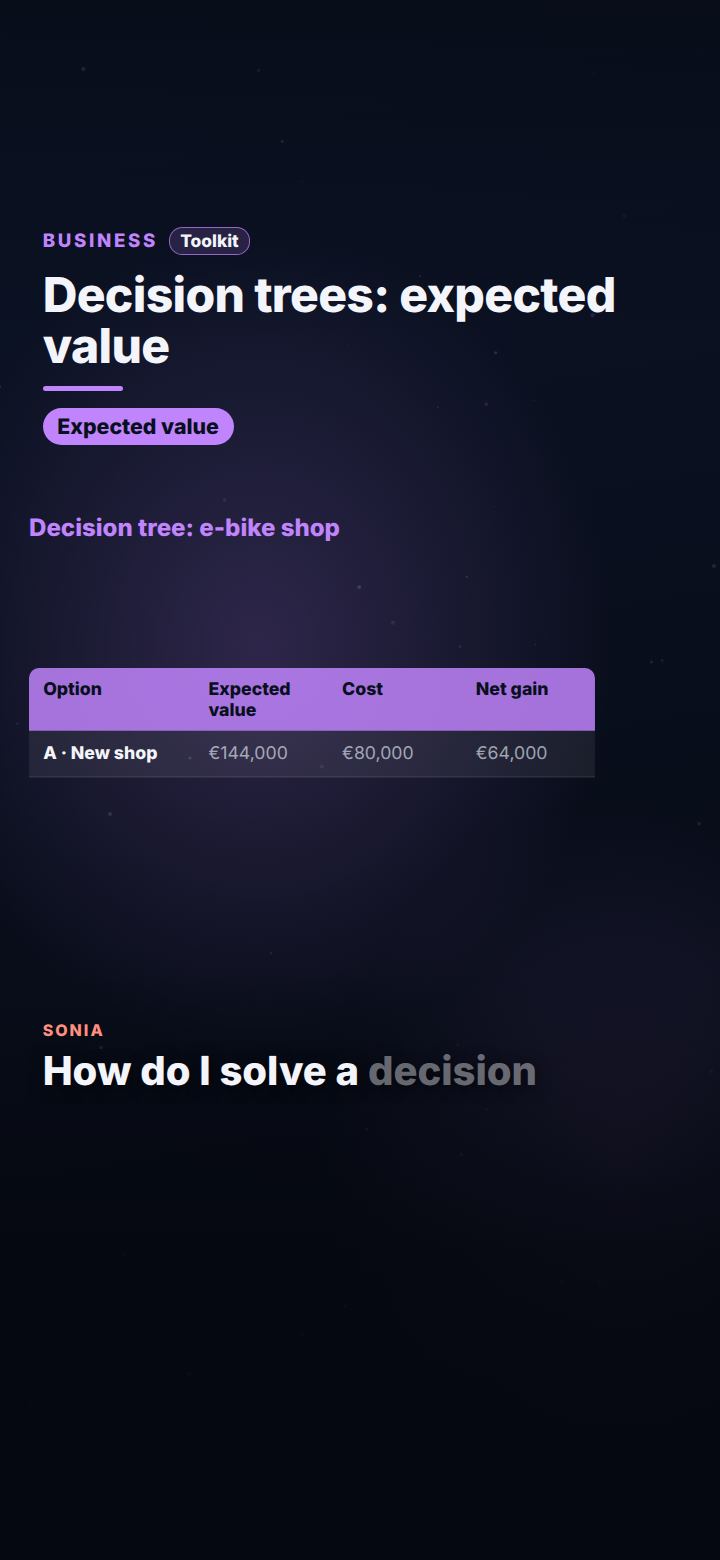 BUSINESS Toolkit
Decision trees: expected
value
Expected value
Decision tree: e-bike shop
Option Expected value Cost Net gain
A · New shop €144,000 €80,000 €64,000
SONIA
How do I solve a decision